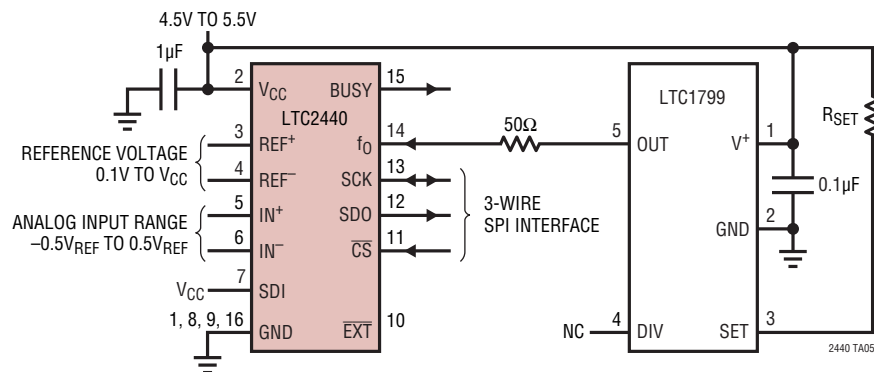 4.5V TO 5.5V
1µF
2
VCC
BUSY
15
LTC2440
3
REF+
fO
14
50Ω
5
OUT
LTC1799
V+
1
RSET
REFERENCE VOLTAGE
0.1V TO VCC
4
REF–
SCK
13
0.1µF
ANALOG INPUT RANGE
–0.5VREF TO 0.5VREF
5
IN+
SDO
12
3-WIRE
SPI INTERFACE
GND
2
6
IN–
CS
11
VCC
7
SDI
1, 8, 9, 16
GND
EXT
10
NC
4
DIV
SET
3
2440 TA05